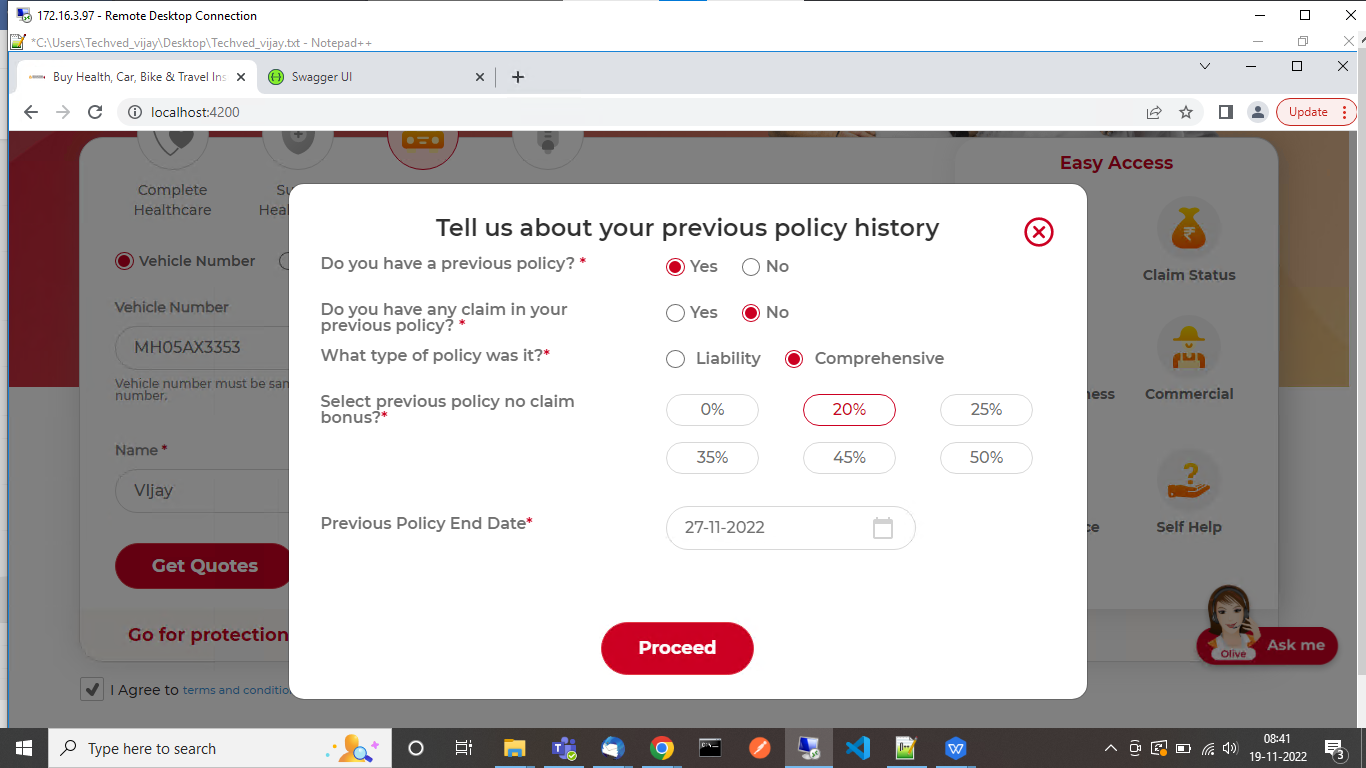 172.16.3.97 - Remote Desktop Connection
*C:\Users\Techved_vijay\Desktop\Techved_vijay.txt - Notepad++
Buy Health, Car, Bike & Travel Ins
Swagger UI
localhost:4200
Update
Easy Access
Complete
Healthcare
Su
Heal
Vehicle Number
Vehicle Number
MH05AX3353
Vehicle number must be san
number.
Name *
VIjay
Get Quotes
Go for protection
I Agree to terms and conditio
Tell us about your previous policy history
Do you have a previous policy? *
Yes
No
Do you have any claim in your
previous policy? *
Yes
No
What type of policy was it?*
Liability
Comprehensive
Select previous policy no claim
bonus?*
0%
20%
25%
35%
45%
50%
Previous Policy End Date*
27-11-2022
Proceed
Claim Status
ness
Commercial
ce
Self Help
Olive
Ask me
Type here to search
08:41
19-11-2022
3